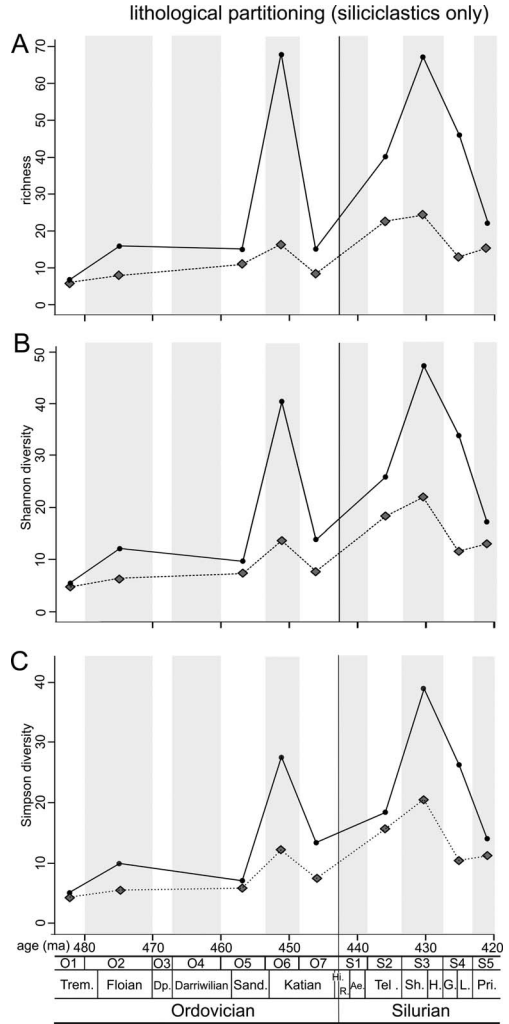 lithological partitioning (siliciclastics only)
A
richness
70
60
50
40
30
20
10
0
B
Shannon diversity
50
40
30
20
10
0
C
Simpson diversity
40
30
20
10
0
age (ma) 480 470 460 450 440 430 420
O1 O2 O3 O4 O5 O6 O7 S1 S2 S3 S4 S5
Trem. Floian Dp. Darriwilian Sand. Katian Hi. R. Ae. Tel . Sh. H. G. L. Pri.
Ordovician Silurian